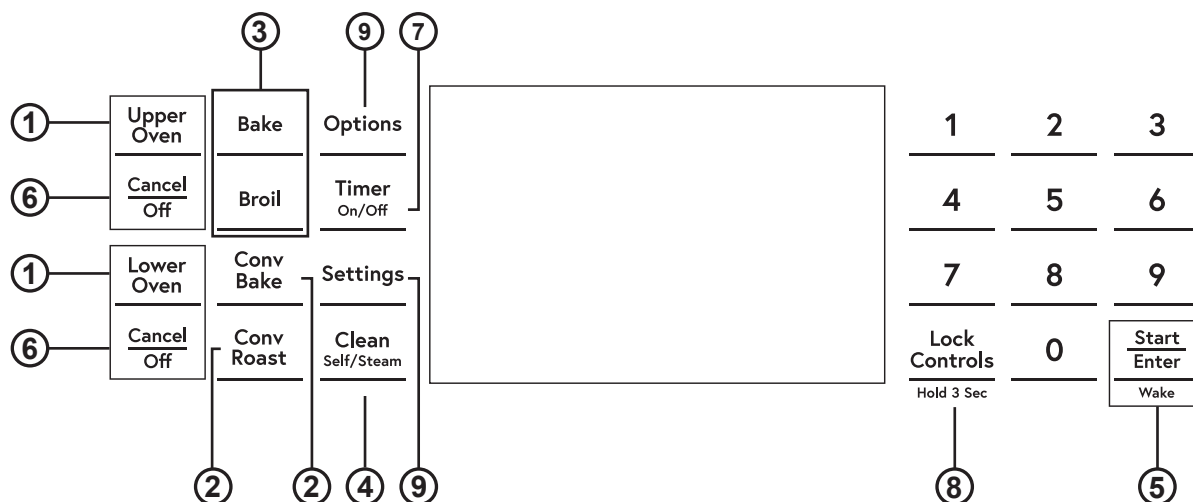 3 9 7
1 Upper Oven Bake Options 1 2 3
6 Cancel Off Broil Timer On/Off 4 5 6
1 Lower Oven Conv Bake Settings 7 8 9
6 Cancel Off Conv Roast Clean Self/Steam Lock Controls Hold 3 Sec 0 Start Enter Wake
2 2 4 9 8 5